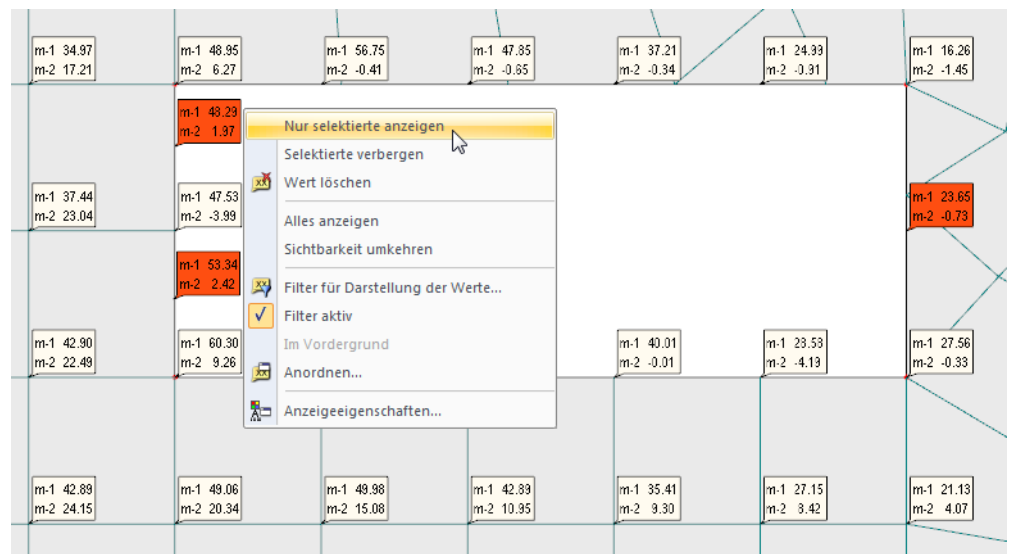 m-1 34.97
m-2 17.21
m-1 48.95
m-2 6.27
m-1 56.75
m-2 -0.41
m-1 47.85
m-2 -0.65
m-1 37.21
m-2 -0.34
m-1 24.99
m-2 -0.91
m-1 16.26
m-2 -1.45
m-1 48.29
m-2 1.97
Nur selektierte anzeigen
Selektierte verbergen
Wert löschen
Alles anzeigen
Sichtbarkeit umkehren
Filter für Darstellung der Werte...
Filter aktiv
Im Vordergrund
Anordnen...
Anzeigeeigenschaften...
m-1 37.44
m-2 23.04
m-1 47.53
m-2 -3.99
m-1 23.65
m-2 -0.73
m-1 53.34
m-2 2.42
m-1 42.90
m-2 22.49
m-1 60.30
m-2 9.26
m-1 40.01
m-2 -0.01
m-1 28.53
m-2 -4.19
m-1 27.56
m-2 -0.33
m-1 42.89
m-2 24.15
m-1 49.06
m-2 20.34
m-1 49.98
m-2 15.08
m-1 42.89
m-2 10.95
m-1 35.41
m-2 9.30
m-1 27.15
m-2 8.42
m-1 21.13
m-2 4.07